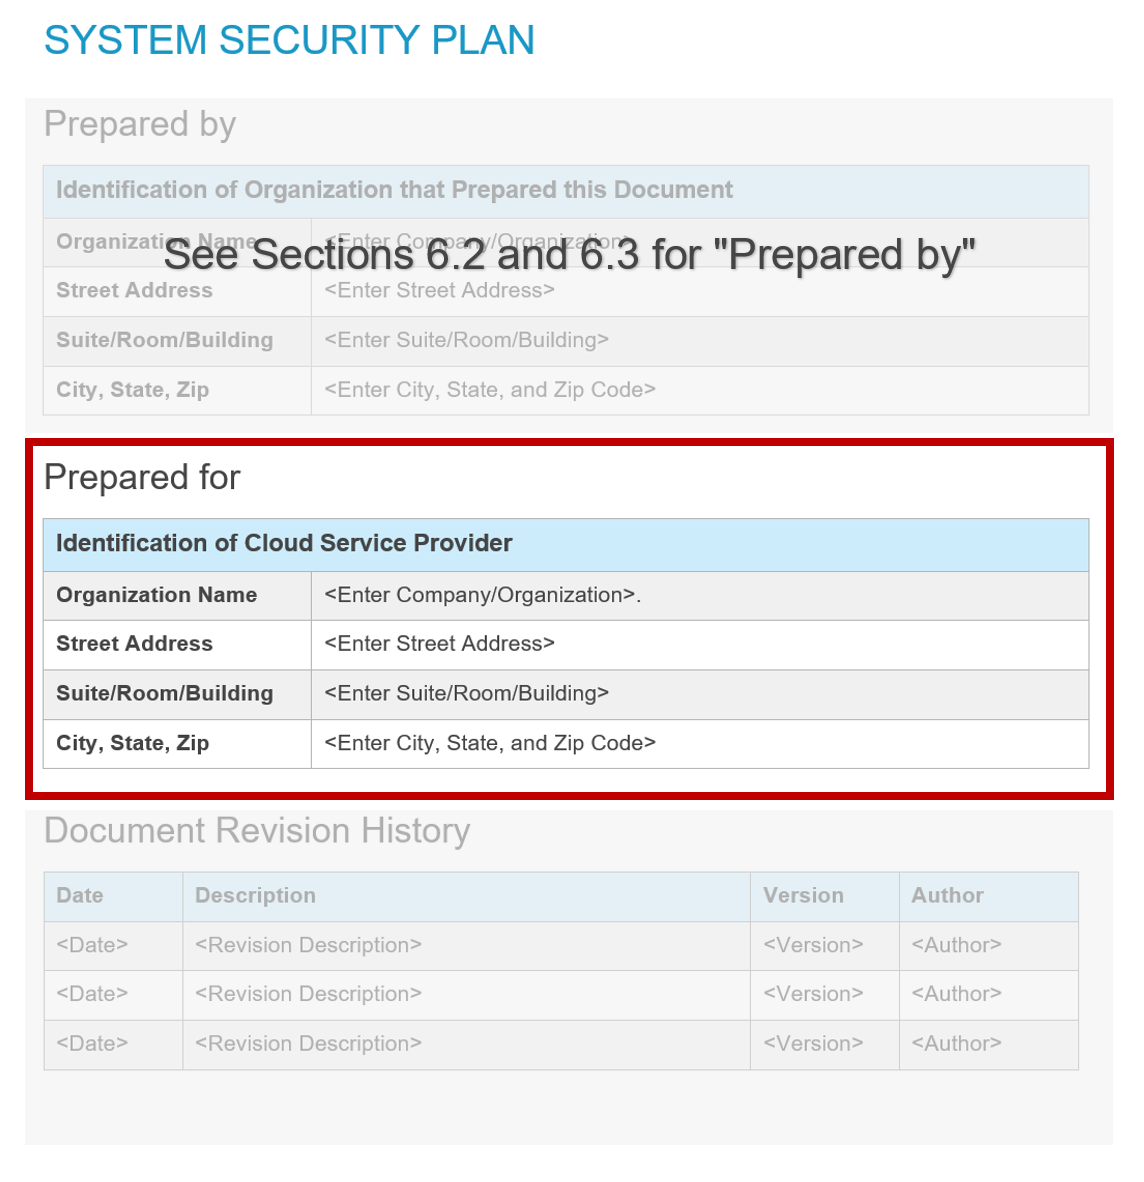 SYSTEM SECURITY PLAN
Prepared by
Identification of Organization that Prepared this Document
Organization Name <Enter Company/Organization>
See Sections 6.2 and 6.3 for "Prepared by"
Street Address <Enter Street Address>
Suite/Room/Building <Enter Suite/Room/Building>
City, State, Zip <Enter City, State, and Zip Code>
Prepared for
Identification of Cloud Service Provider
Organization Name <Enter Company/Organization>.
Street Address <Enter Street Address>
Suite/Room/Building <Enter Suite/Room/Building>
City, State, Zip <Enter City, State, and Zip Code>
Document Revision History
Date Description Version Author
<Date> <Revision Description> <Version> <Author>
<Date> <Revision Description> <Version> <Author>
<Date> <Revision Description> <Version> <Author>